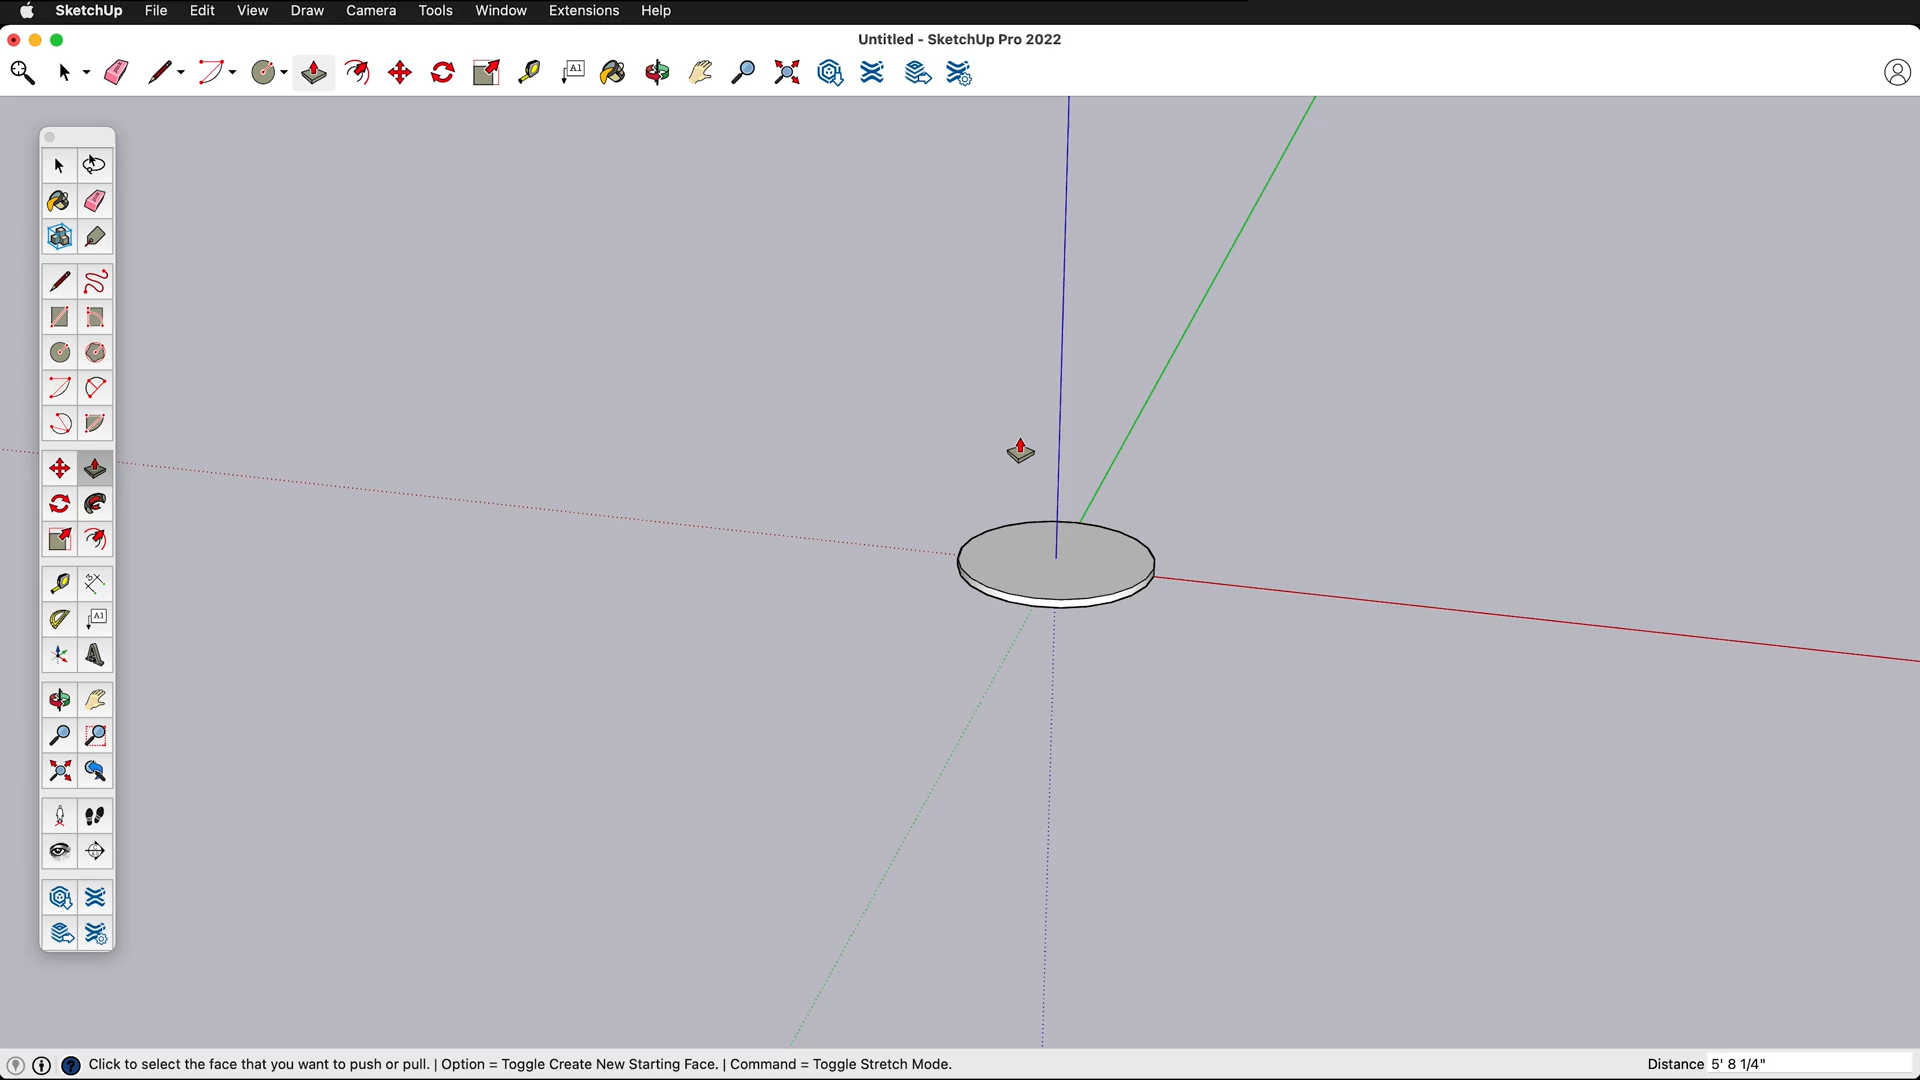 SketchUp File Edit View Draw Camera Tools Window Extensions Help
Untitled - SketchUp Pro 2022
A1
A1
Click to select the face that you want to push or pull. | Option = Toggle Create New Starting Face. | Command = Toggle Stretch Mode.
Distance 5' 8 1/4"